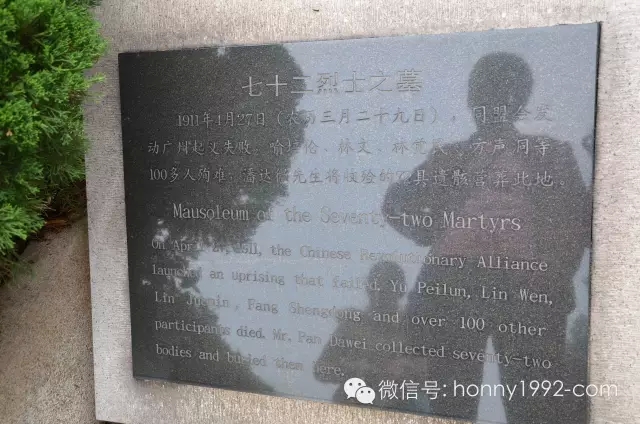 七十二烈士之墓
1911年4月27日(农历三月二十九日)，同盟会发
动广州起义失败。喻培伦、林文、林觉民、方声洞等
100多人殉难；潘达微先生将收殓的72具遗骸营葬此地。
Mausoleum of the Seventy-two Martyrs
On April 27, 1911, the Chinese Revolutionary Alliance
launched an uprising that failed. Yu Peilun, Lin Wen,
Lin Juemin, Fang Shengdong and over 100 other
participants died. Mr. Pan Dawei collected seventy-two
bodies and buried them here.
微信号: honny1992-com